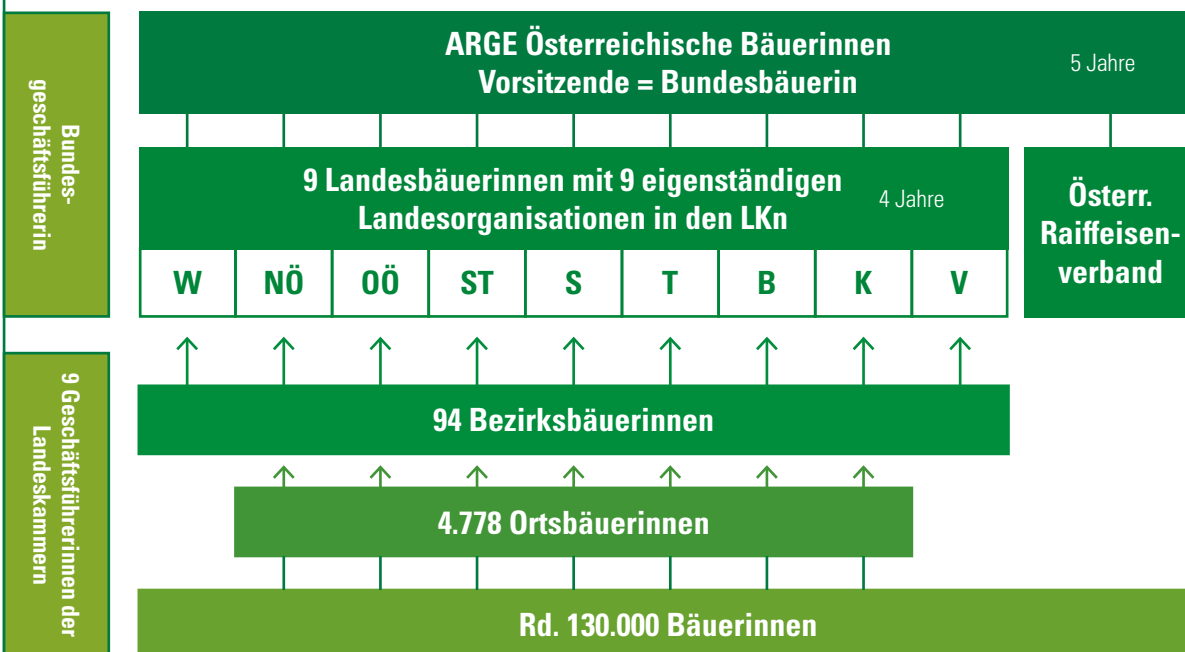 Bundes-
geschäftsführerin
ARGE Österreichische Bäuerinnen
Vorsitzende = Bundesbäuerin
5 Jahre
9 Landesbäuerinnen mit 9 eigenständigen
Landesorganisationen in den LKn
4 Jahre
Österr.
Raiffeisen-
verband
W NÖ OÖ ST S T B K V
9 Geschäftsführerinnen der
Landeskammern
94 Bezirksbäuerinnen
4.778 Ortsbäuerinnen
Rd. 130.000 Bäuerinnen